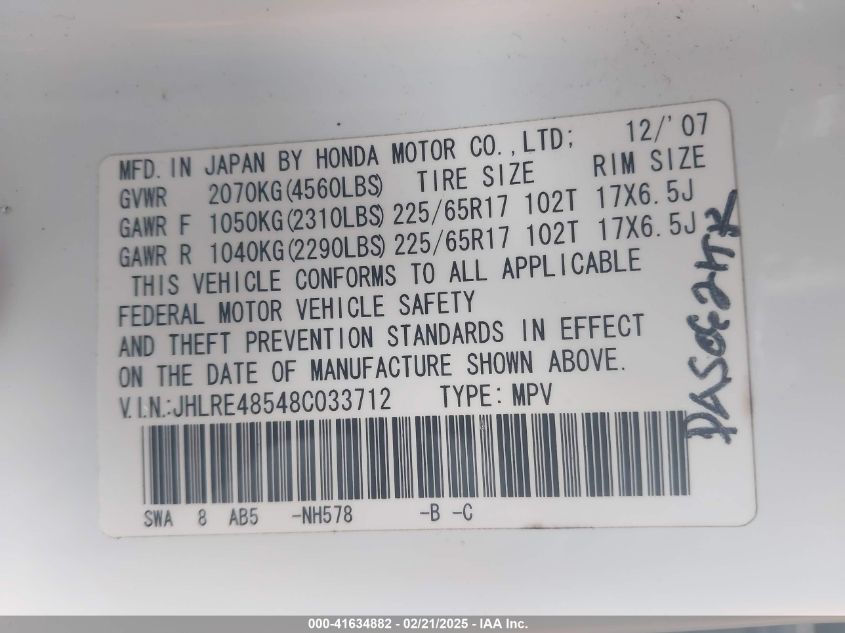 MFD. IN JAPAN BY HONDA MOTOR CO., LTD; 12/'07
GVWR 2070KG(4560LBS) TIRE SIZE RIM SIZE
GAWR F 1050KG(2310LBS) 225/65R17 102T 17X6.5J
GAWR R 1040KG(2290LBS) 225/65R17 102T 17X6.5J
THIS VEHICLE CONFORMS TO ALL APPLICABLE
FEDERAL MOTOR VEHICLE SAFETY
AND THEFT PREVENTION STANDARDS IN EFFECT
ON THE DATE OF MANUFACTURE SHOWN ABOVE.
V.I.N.:JHLRE48548C033712 TYPE: MPV
SWA 8 AB5 -NH578 -B -C
000-41634882 - 02/21/2025 - IAA Inc.